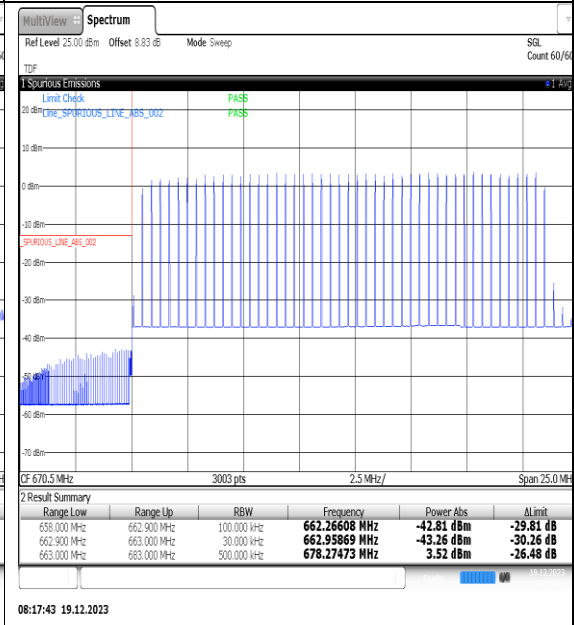 MultiView Spectrum
Ref Level 25.00 dBm Offset 8.83 dB Mode Sweep SGL
Count 60/60
TDF
1 Spurious Emissions 1 Avg
Limit Check PASS
20 dBm Line_SPURIOUS_LINE_ABS_002 PASS
10 dBm
0 dBm
-10 dBm
_SPURIOUS_LINE_ABS_002
-20 dBm
-30 dBm
-40 dBm
-50 dBm
-60 dBm
-70 dBm
CF 670.5 MHz 3003 pts 2.5 MHz/ Span 25.0 MH
2 Result Summary
Range Low Range Up RBW Frequency Power Abs ΔLimit
658.000 MHz 662.900 MHz 100.000 kHz 662.26608 MHz -42.81 dBm -29.81 dB
662.900 MHz 663.000 MHz 30.000 kHz 662.95869 MHz -43.26 dBm -30.26 dB
663.000 MHz 683.000 MHz 500.000 kHz 678.27473 MHz 3.52 dBm -26.48 dB
19.12.2023
08:17:43 19.12.2023